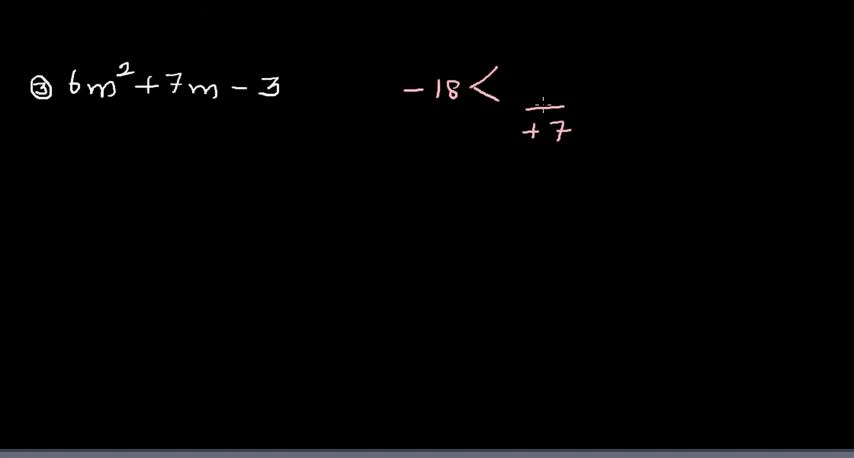 ③ 6m² + 7m - 3
-18 <
+7